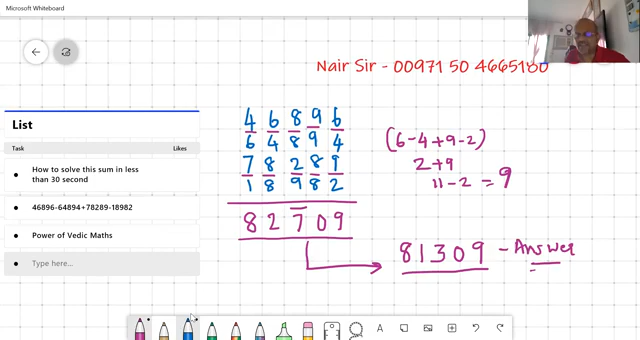 Microsoft Whiteboard
Nair Sir - 00971 50 4665180
List
Task Likes
How to solve this sum in less
than 30 second
46896-64894+78289-18982
Power of Vedic Maths
Type here...
4 6 8 9 6
6 4 8 9 4
7 8 2 8 9
1 8 9 8 2
8 2 7 0 9
(6-4+9-2)
2+9
11-2 = 9
81309 - Answer
A